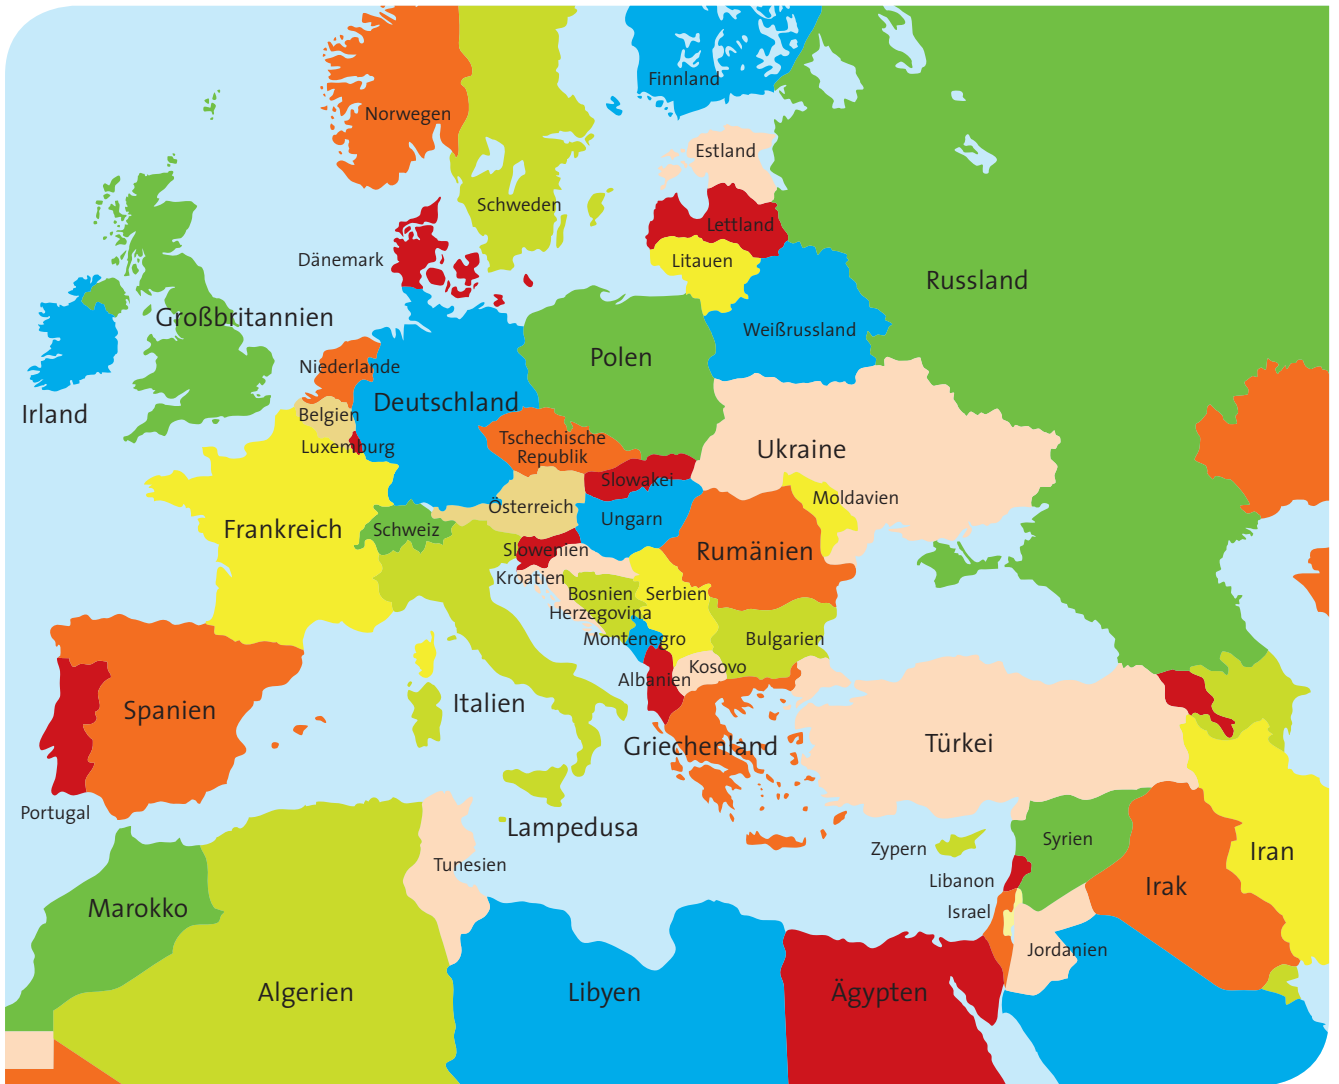 Finnland
Norwegen
Estland
Schweden
Lettland
Dänemark
Litauen
Russland
Großbritannien
Weißrussland
Polen
Niederlande
Deutschland
Irland
Belgien
Tschechische
Republik
Luxemburg
Ukraine
Slowakei
Moldavien
Österreich
Ungarn
Frankreich
Schweiz
Slowenien
Rumänien
Kroatien
Bosnien
Herzegovina
Serbien
Montenegro
Bulgarien
Kosovo
Albanien
Italien
Spanien
Griechenland
Türkei
Portugal
Lampedusa
Zypern
Syrien
Iran
Tunesien
Libanon
Irak
Marokko
Israel
Jordanien
Algerien
Libyen
Ägypten